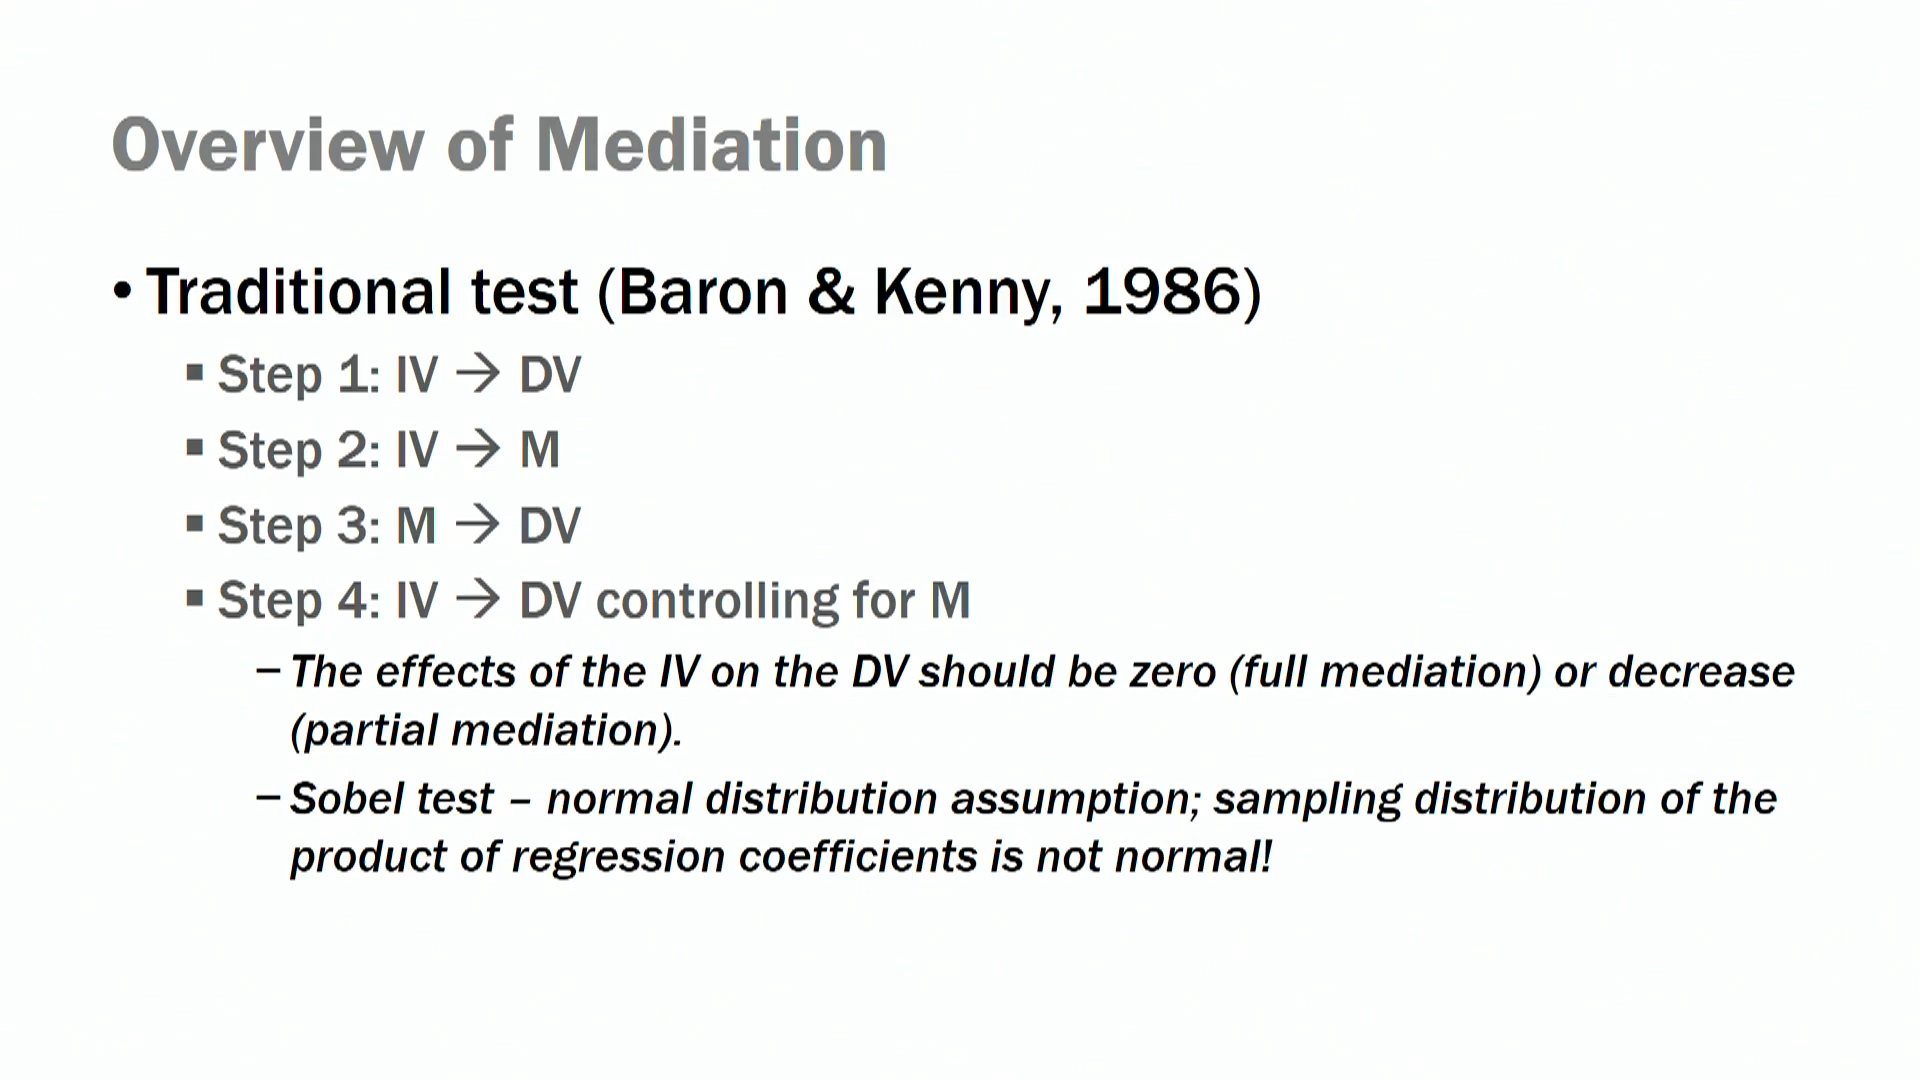 Overview of Mediation
• Traditional test (Baron & Kenny, 1986)
▪ Step 1: IV → DV
▪ Step 2: IV → M
▪ Step 3: M → DV
▪ Step 4: IV → DV controlling for M
– The effects of the IV on the DV should be zero (full mediation) or decrease
(partial mediation).
– Sobel test – normal distribution assumption; sampling distribution of the
product of regression coefficients is not normal!